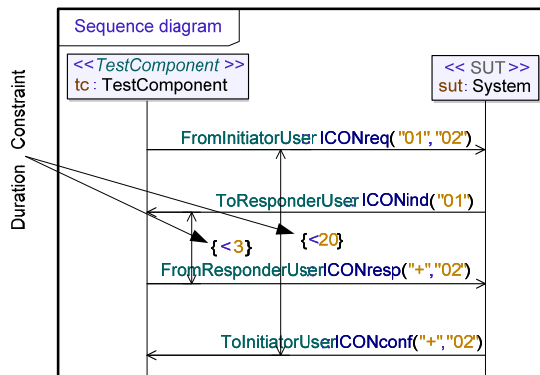 Sequence diagram
<<TestComponent >>
tc : TestComponent
<< SUT >>
sut: System
Duration Constraint
FromInitiatorUser: ICONreq("01","02")
ToResponderUser: ICONind("01")
{<3}
{<20}
FromResponderUser: ICONresp("+","02")
ToInitiatorUser: ICONconf("+","02")